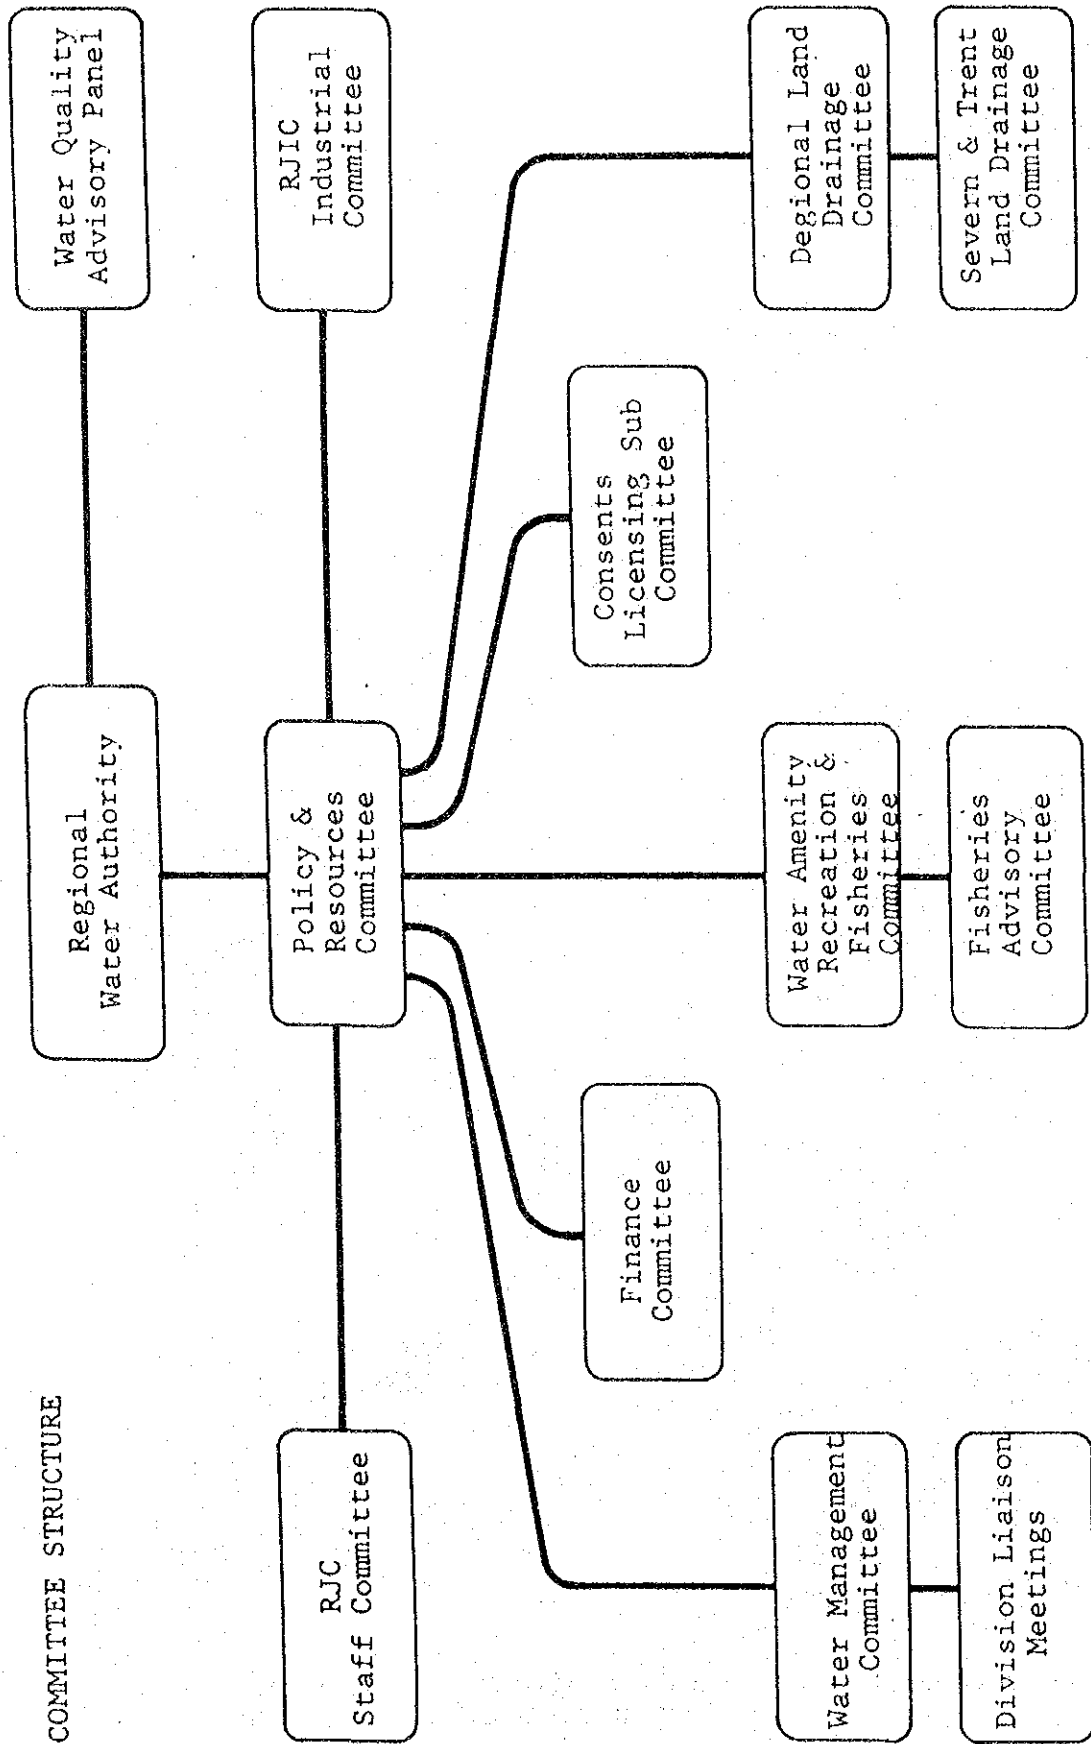 COMMITTEE STRUCTURE
Regional
Water Authority
Water Quality
Advisory Panel
RJC
Staff Committee
Policy &
Resources
Committee
RJIC
Industrial
Committee
Finance
Committee
Consents
Licensing Sub
Committee
Water Management
Committee
Water Amenity
Recreation &
Fisheries
Committee
Degional Land
Drainage
Committee
Division Liaison
Meetings
Fisheries
Advisory
Committee
Severn & Trent
Land Drainage
Committee